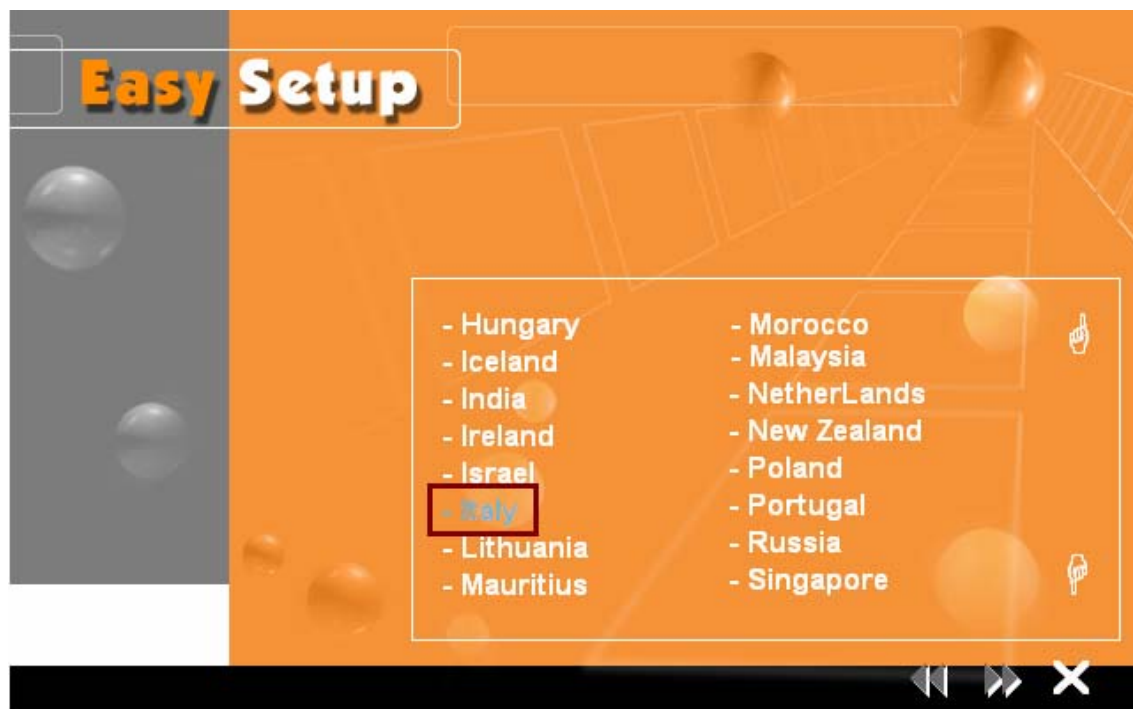 Easy Setup
- Hungary
- Iceland
- India
- Ireland
- Israel
- Italy
- Lithuania
- Mauritius
- Morocco
- Malaysia
- NetherLands
- New Zealand
- Poland
- Portugal
- Russia
- Singapore